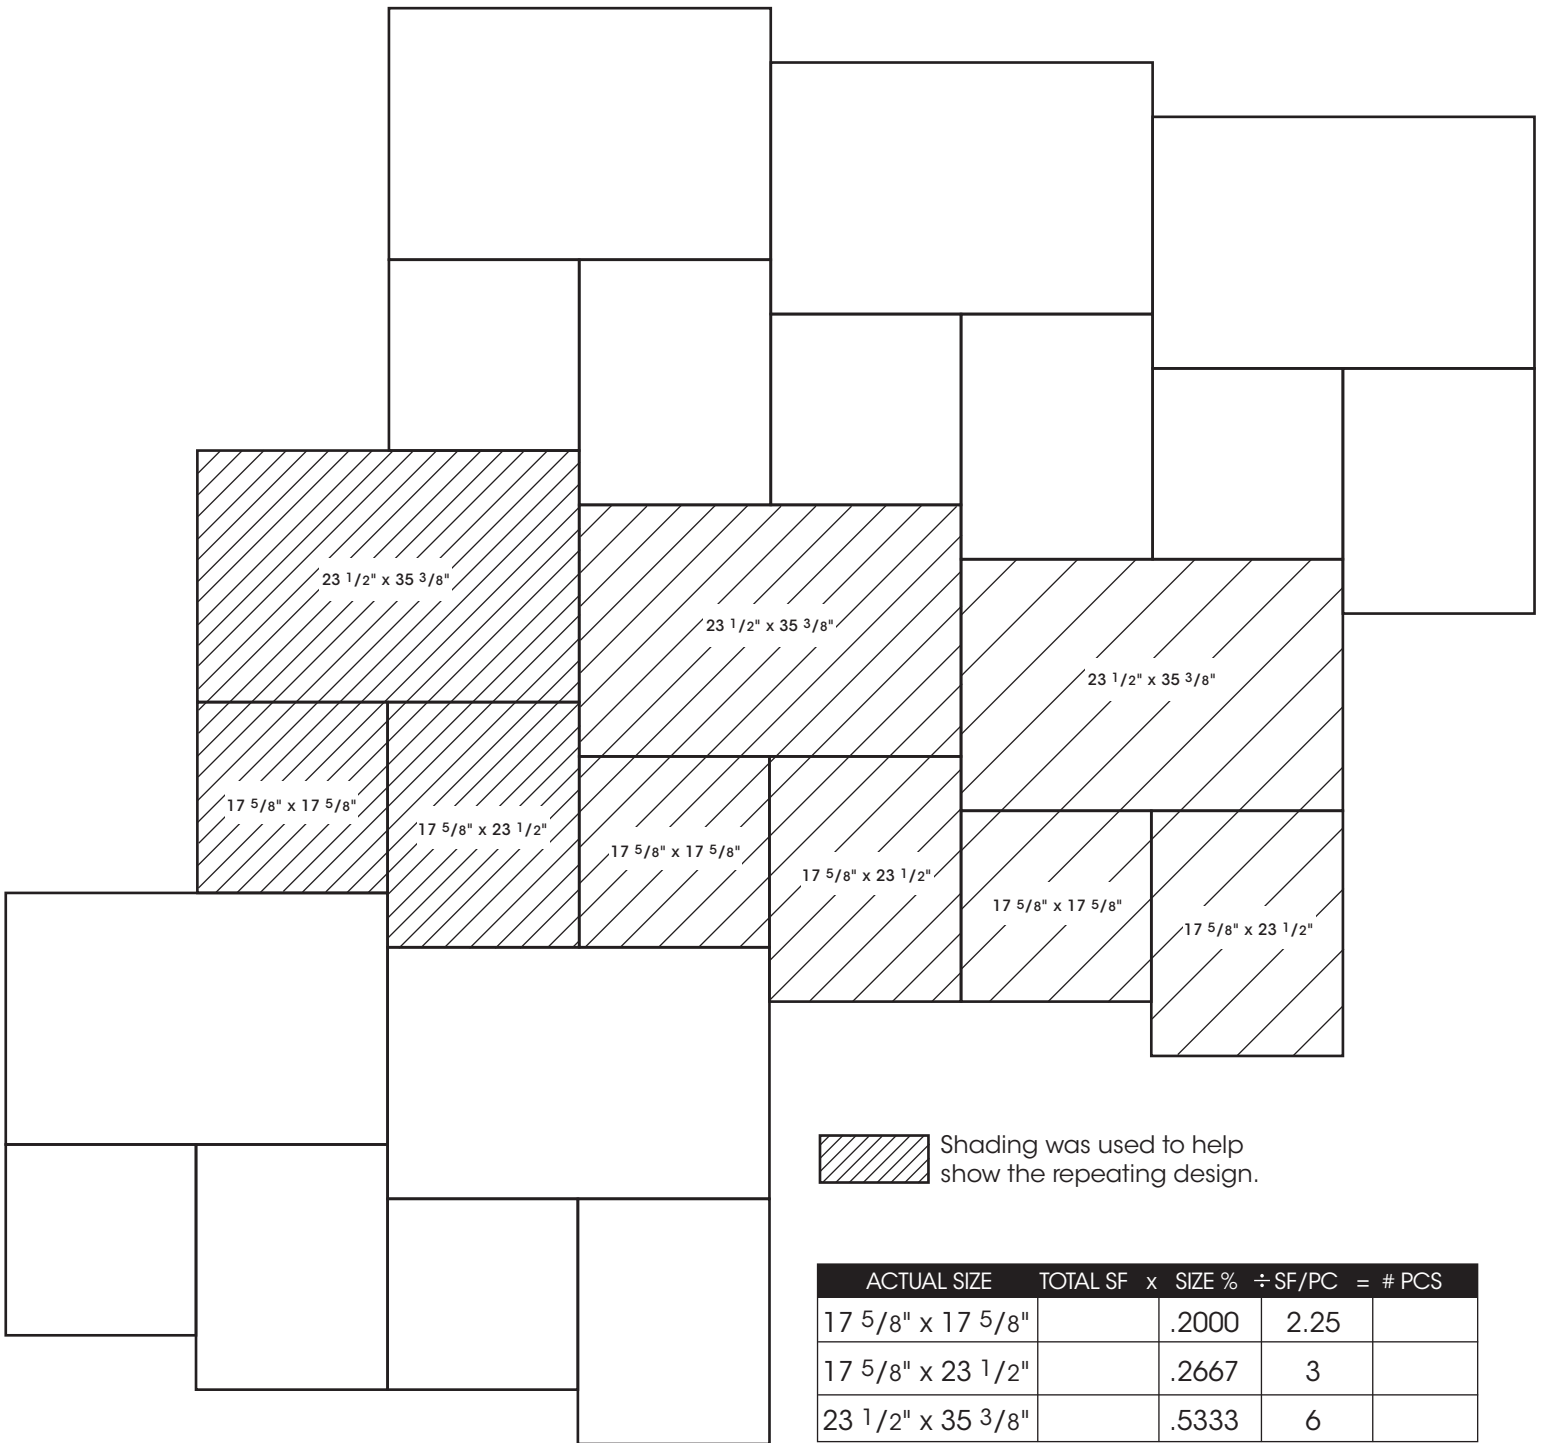 23 1/2" x 35 3/8"
23 1/2" x 35 3/8"
23 1/2" x 35 3/8"
17 5/8" x 17 5/8"
17 5/8" x 23 1/2"
17 5/8" x 17 5/8"
17 5/8" x 23 1/2"
17 5/8" x 17 5/8"
17 5/8" x 23 1/2"
Shading was used to help
show the repeating design.
ACTUAL SIZE TOTAL SF x SIZE % ÷ SF/PC = # PCS
17 5/8" x 17 5/8" .2000 2.25
17 5/8" x 23 1/2" .2667 3
23 1/2" x 35 3/8" .5333 6